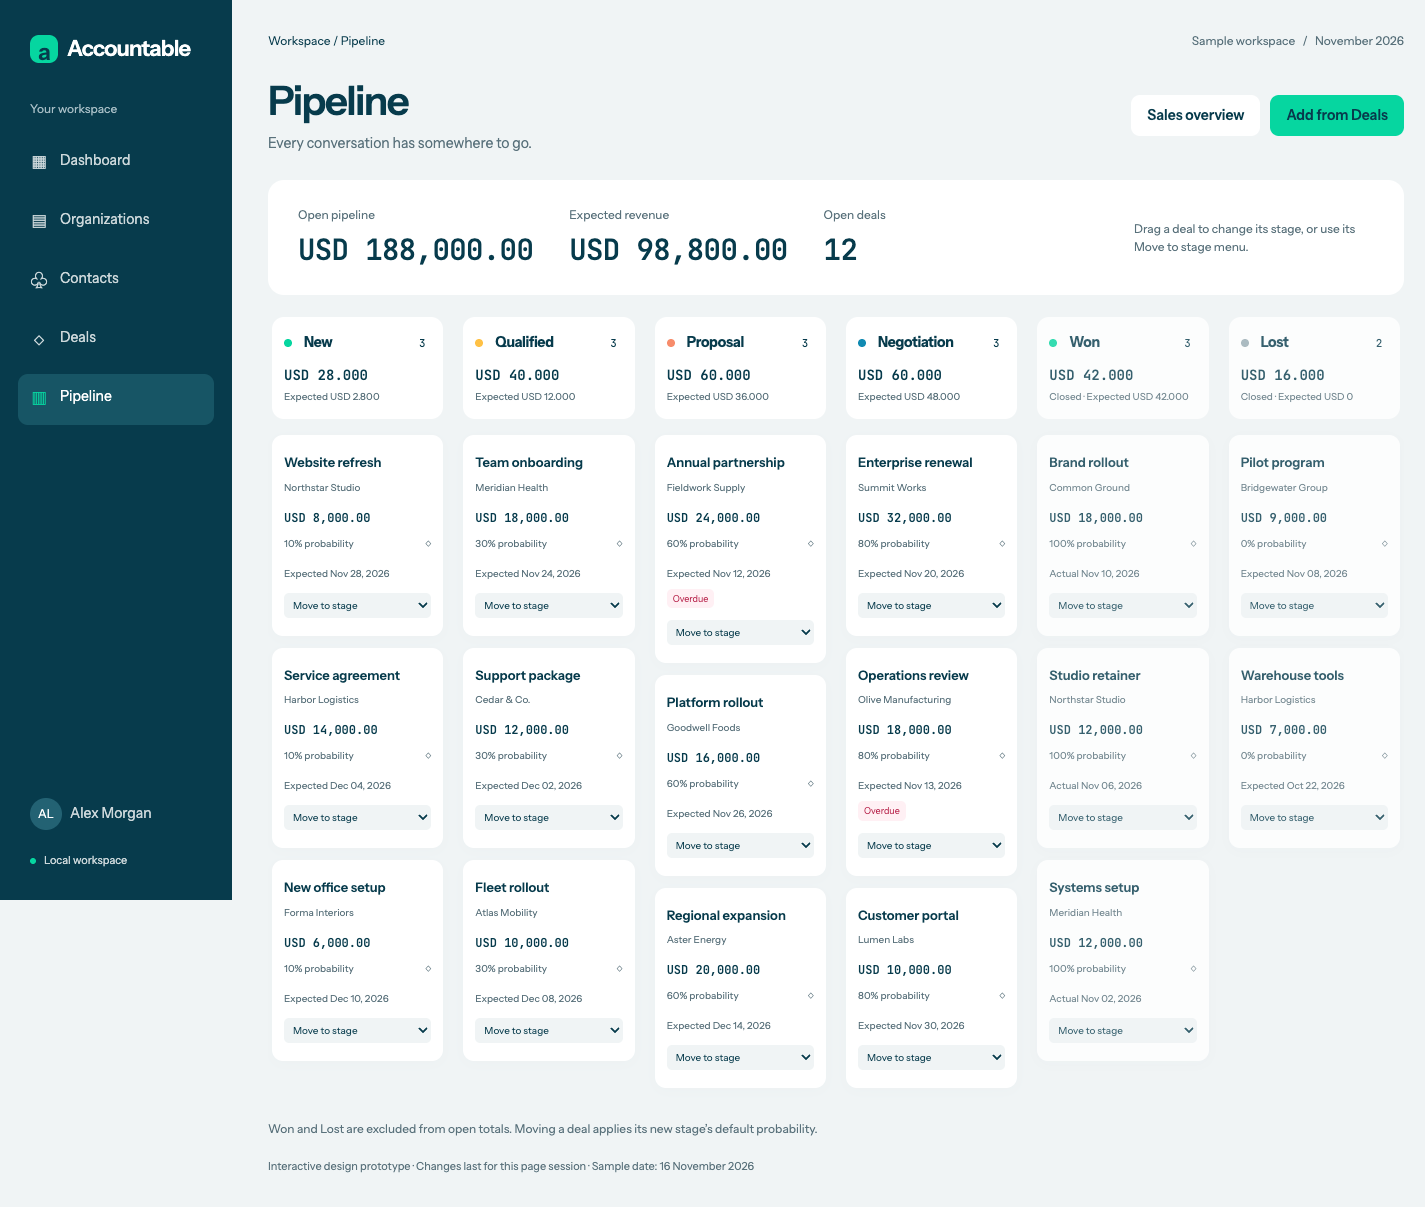 a Accountable
Your workspace
Dashboard
Organizations
Contacts
Deals
Pipeline
AL Alex Morgan
Local workspace
Workspace / Pipeline
Sample workspace / November 2026
Pipeline
Every conversation has somewhere to go.
Sales overview
Add from Deals
Open pipeline
USD 188,000.00
Expected revenue
USD 98,800.00
Open deals
12
Drag a deal to change its stage, or use its
Move to stage menu.
New 3
USD 28.000
Expected USD 2.800
Website refresh
Northstar Studio
USD 8,000.00
10% probability
Expected Nov 28, 2026
Move to stage
Service agreement
Harbor Logistics
USD 14,000.00
10% probability
Expected Dec 04, 2026
Move to stage
New office setup
Forma Interiors
USD 6,000.00
10% probability
Expected Dec 10, 2026
Move to stage
Qualified 3
USD 40.000
Expected USD 12.000
Team onboarding
Meridian Health
USD 18,000.00
30% probability
Expected Nov 24, 2026
Move to stage
Support package
Cedar & Co.
USD 12,000.00
30% probability
Expected Dec 02, 2026
Move to stage
Fleet rollout
Atlas Mobility
USD 10,000.00
30% probability
Expected Dec 08, 2026
Move to stage
Proposal 3
USD 60.000
Expected USD 36.000
Annual partnership
Fieldwork Supply
USD 24,000.00
60% probability
Expected Nov 12, 2026
Overdue
Move to stage
Platform rollout
Goodwell Foods
USD 16,000.00
60% probability
Expected Nov 26, 2026
Move to stage
Regional expansion
Aster Energy
USD 20,000.00
60% probability
Expected Dec 14, 2026
Move to stage
Negotiation 3
USD 60.000
Expected USD 48.000
Enterprise renewal
Summit Works
USD 32,000.00
80% probability
Expected Nov 20, 2026
Move to stage
Operations review
Olive Manufacturing
USD 18,000.00
80% probability
Expected Nov 13, 2026
Overdue
Move to stage
Customer portal
Lumen Labs
USD 10,000.00
80% probability
Expected Nov 30, 2026
Move to stage
Won 3
USD 42.000
Closed · Expected USD 42.000
Brand rollout
Common Ground
USD 18,000.00
100% probability
Actual Nov 10, 2026
Move to stage
Studio retainer
Northstar Studio
USD 12,000.00
100% probability
Actual Nov 06, 2026
Move to stage
Systems setup
Meridian Health
USD 12,000.00
100% probability
Actual Nov 02, 2026
Move to stage
Lost 2
USD 16.000
Closed · Expected USD 0
Pilot program
Bridgewater Group
USD 9,000.00
0% probability
Expected Nov 08, 2026
Move to stage
Warehouse tools
Harbor Logistics
USD 7,000.00
0% probability
Expected Oct 22, 2026
Move to stage
Won and Lost are excluded from open totals. Moving a deal applies its new stage's default probability.
Interactive design prototype · Changes last for this page session · Sample date: 16 November 2026